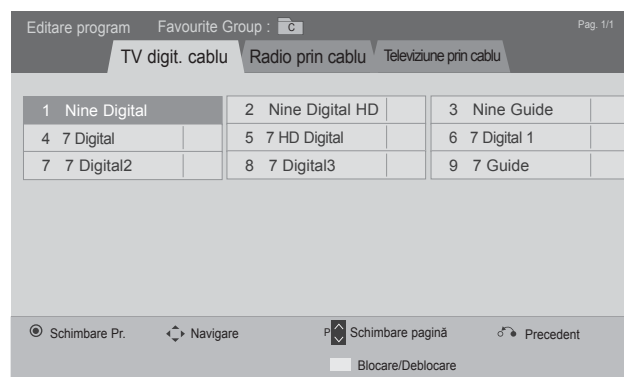 Editare program Favourite Group : C Pag. 1/1
TV digit. cablu Radio prin cablu Televiziune prin cablu
1 Nine Digital 2 Nine Digital HD 3 Nine Guide
4 7 Digital 5 7 HD Digital 6 7 Digital 1
7 7 Digital2 8 7 Digital3 9 7 Guide
Schimbare Pr. Navigare P Schimbare pagină Precedent
Blocare/Deblocare